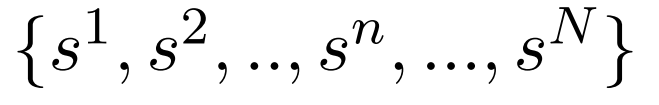 {s^1, s^2, .., s^n, ..., s^N}